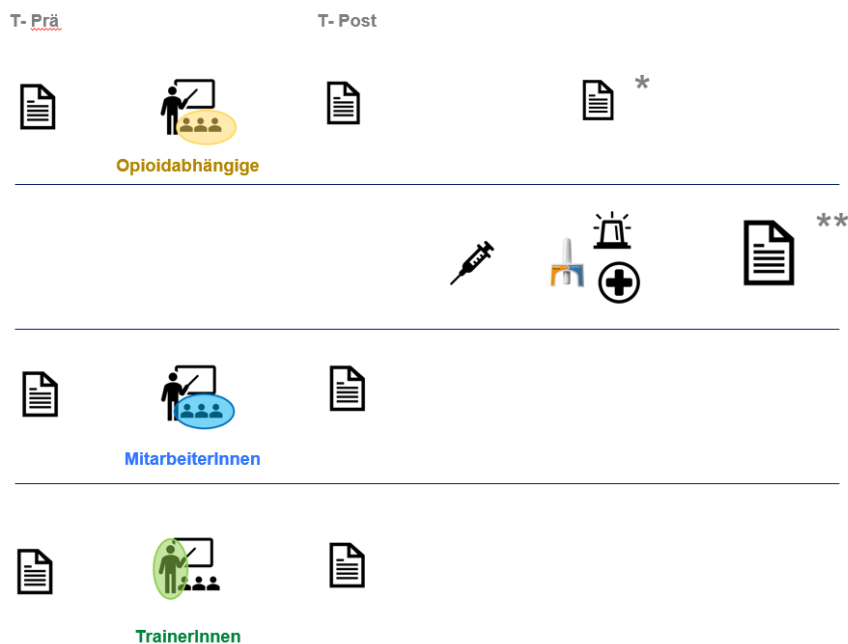 T- Prä
T- Post
*
Opioidabhängige
**
MitarbeiterInnen
TrainerInnen